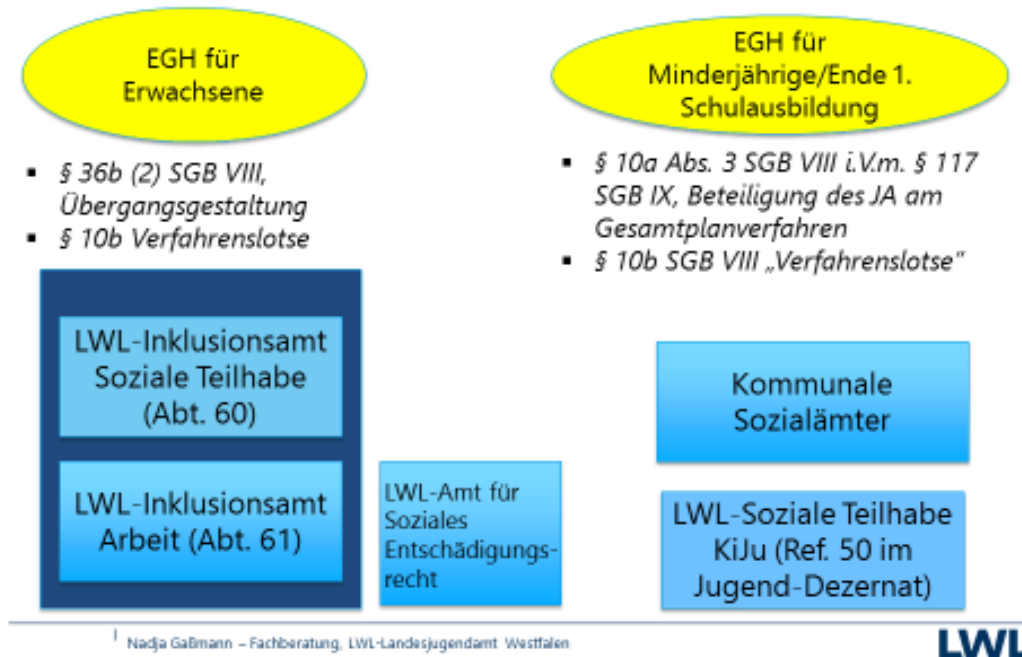 EGH für
Erwachsene
▪ § 36b (2) SGB VIII,
Übergangsgestaltung
▪ § 10b Verfahrenslotse
LWL-Inklusionsamt
Soziale Teilhabe
(Abt. 60)
LWL-Inklusionsamt
Arbeit (Abt. 61)
LWL-Amt für
Soziales
Entschädigungs-
recht
EGH für
Minderjährige/Ende 1.
Schulausbildung
▪ § 10a Abs. 3 SGB VIII i.V.m. § 117
SGB IX, Beteiligung des JA am
Gesamtplanverfahren
▪ § 10b SGB VIII „Verfahrenslotse“
Kommunale
Sozialämter
LWL-Soziale Teilhabe
KiJu (Ref. 50 im
Jugend-Dezernat)
Nadja Gaßmann – Fachberatung, LWL-Landesjugendamt Westfalen
LWL